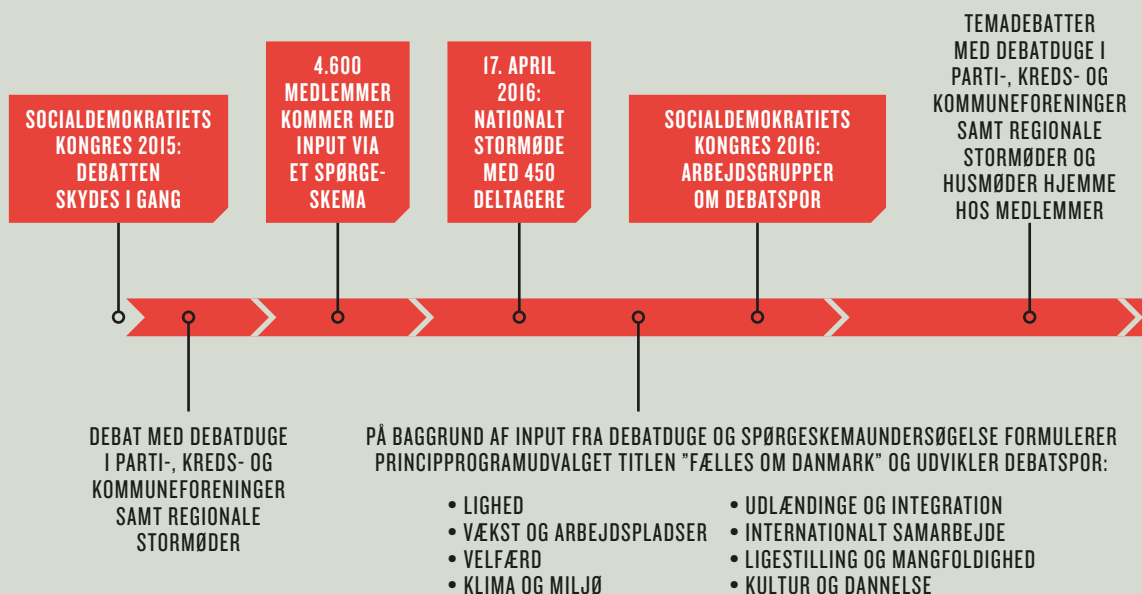 SOCIALDEMOKRATIETS
KONGRES 2015:
DEBATTEN
SKYDES I GANG
4.600
MEDLEMMER
KOMMER MED
INPUT VIA
ET SPØRGE-
SKEMA
17. APRIL
2016:
NATIONALT
STORMØDE
MED 450
DELTAGERE
SOCIALDEMOKRATIETS
KONGRES 2016:
ARBEJDSGRUPPER
OM DEBATSPOR
TEMADEBATTER
MED DEBATDUGE I
PARTI-, KREDS- OG
KOMMUNEFORENINGER
SAMT REGIONALE
STORMØDER OG
HUSMØDER HJEMME
HOS MEDLEMMER
DEBAT MED DEBATDUGE
I PARTI-, KREDS- OG
KOMMUNEFORENINGER
SAMT REGIONALE
STORMØDER
PÅ BAGGRUND AF INPUT FRA DEBATDUGE OG SPØRGESKEMAUNDERSØGELSE FORMULERER
PRINCIPPROGRAMUDVALGET TITLEN ”FÆLLES OM DANMARK” OG UDVIKLER DEBATSPOR:
• LIGHED
• VÆKST OG ARBEJDSPLADSER
• VELFÆRD
• KLIMA OG MILJØ
• UDLÆNDINGE OG INTEGRATION
• INTERNATIONALT SAMARBEJDE
• LIGESTILLING OG MANGFOLDIGHED
• KULTUR OG DANNELSE